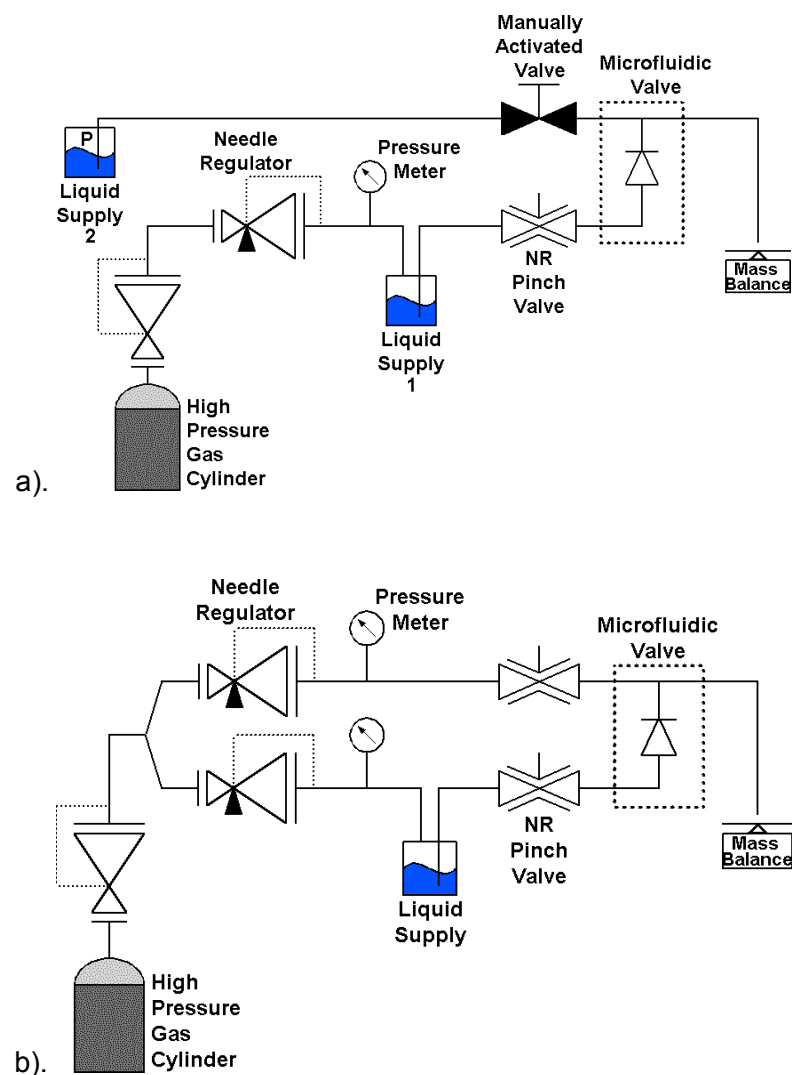 Manually
Activated
Valve
Microfluidic
Valve
P
Liquid
Supply
2
Needle
Regulator
Pressure
Meter
NR
Pinch
Valve
Mass
Balance
Liquid
Supply
1
High
Pressure
Gas
Cylinder
a).
Needle
Regulator
Pressure
Meter
Microfluidic
Valve
NR
Pinch
Valve
Mass
Balance
Liquid
Supply
High
Pressure
Gas
Cylinder
b).